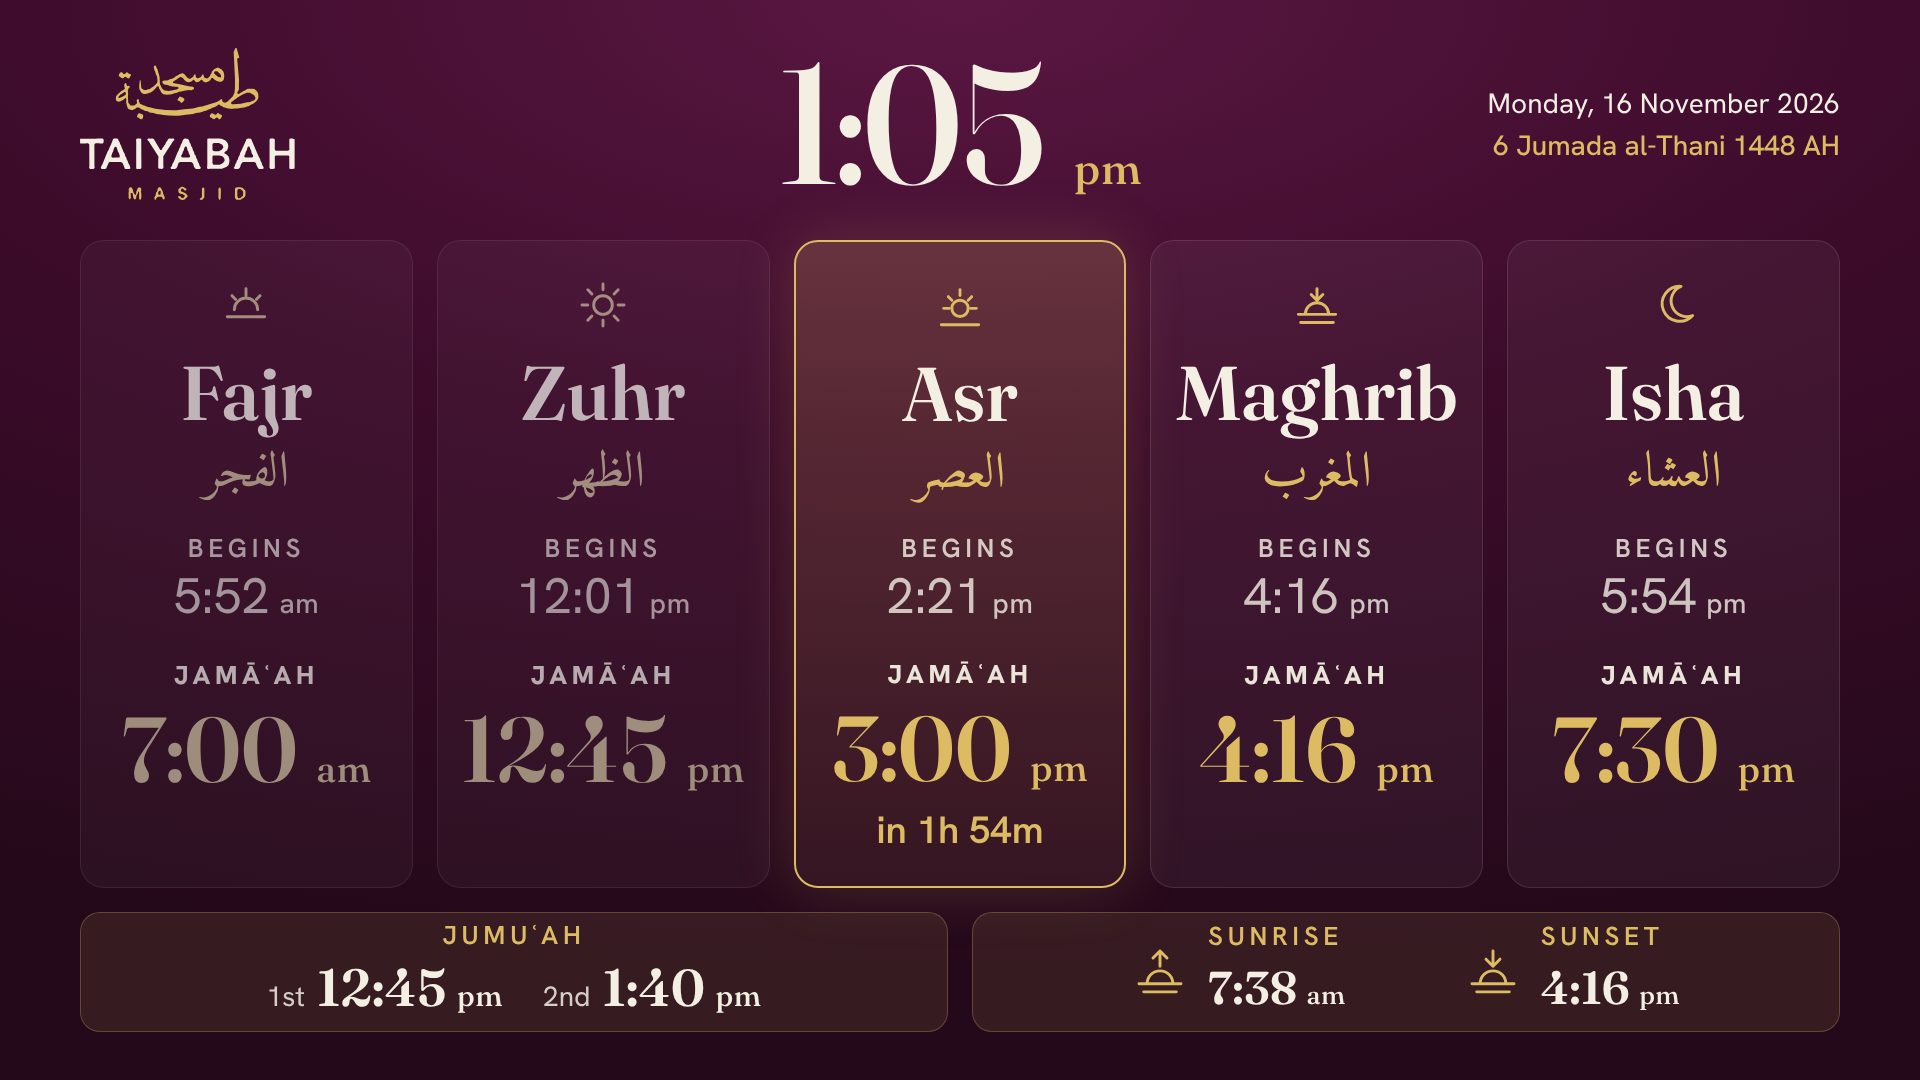 مسجد طيبة
TAIYABAH
MASJID
1:05 pm
Monday, 16 November 2026
6 Jumada al-Thani 1448 AH
Fajr
الفجر
BEGINS
5:52 am
JAMĀʿAH
7:00 am
Zuhr
الظهر
BEGINS
12:01 pm
JAMĀʿAH
12:45 pm
Asr
العصر
BEGINS
2:21 pm
JAMĀʿAH
3:00 pm
in 1h 54m
Maghrib
المغرب
BEGINS
4:16 pm
JAMĀʿAH
4:16 pm
Isha
العشاء
BEGINS
5:54 pm
JAMĀʿAH
7:30 pm
JUMUʿAH
1st 12:45 pm 2nd 1:40 pm
SUNRISE
7:38 am
SUNSET
4:16 pm